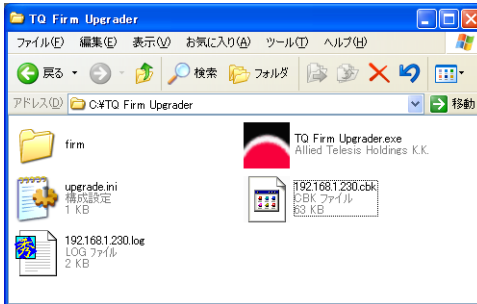 TQ Firm Upgrader
ファイル(F) 編集(E) 表示(V) お気に入り(A) ツール(T) ヘルプ(H)
戻る 検索 フォルダ
アドレス(D) C:¥TQ Firm Upgrader 移動
firm
TQ Firm Upgrader.exe
Allied Telesis Holdings K.K.
upgrade.ini
構成設定
1 KB
192.168.1.230.cbk
CBK ファイル
63 KB
192.168.1.230.log
LOG ファイル
2 KB
秀